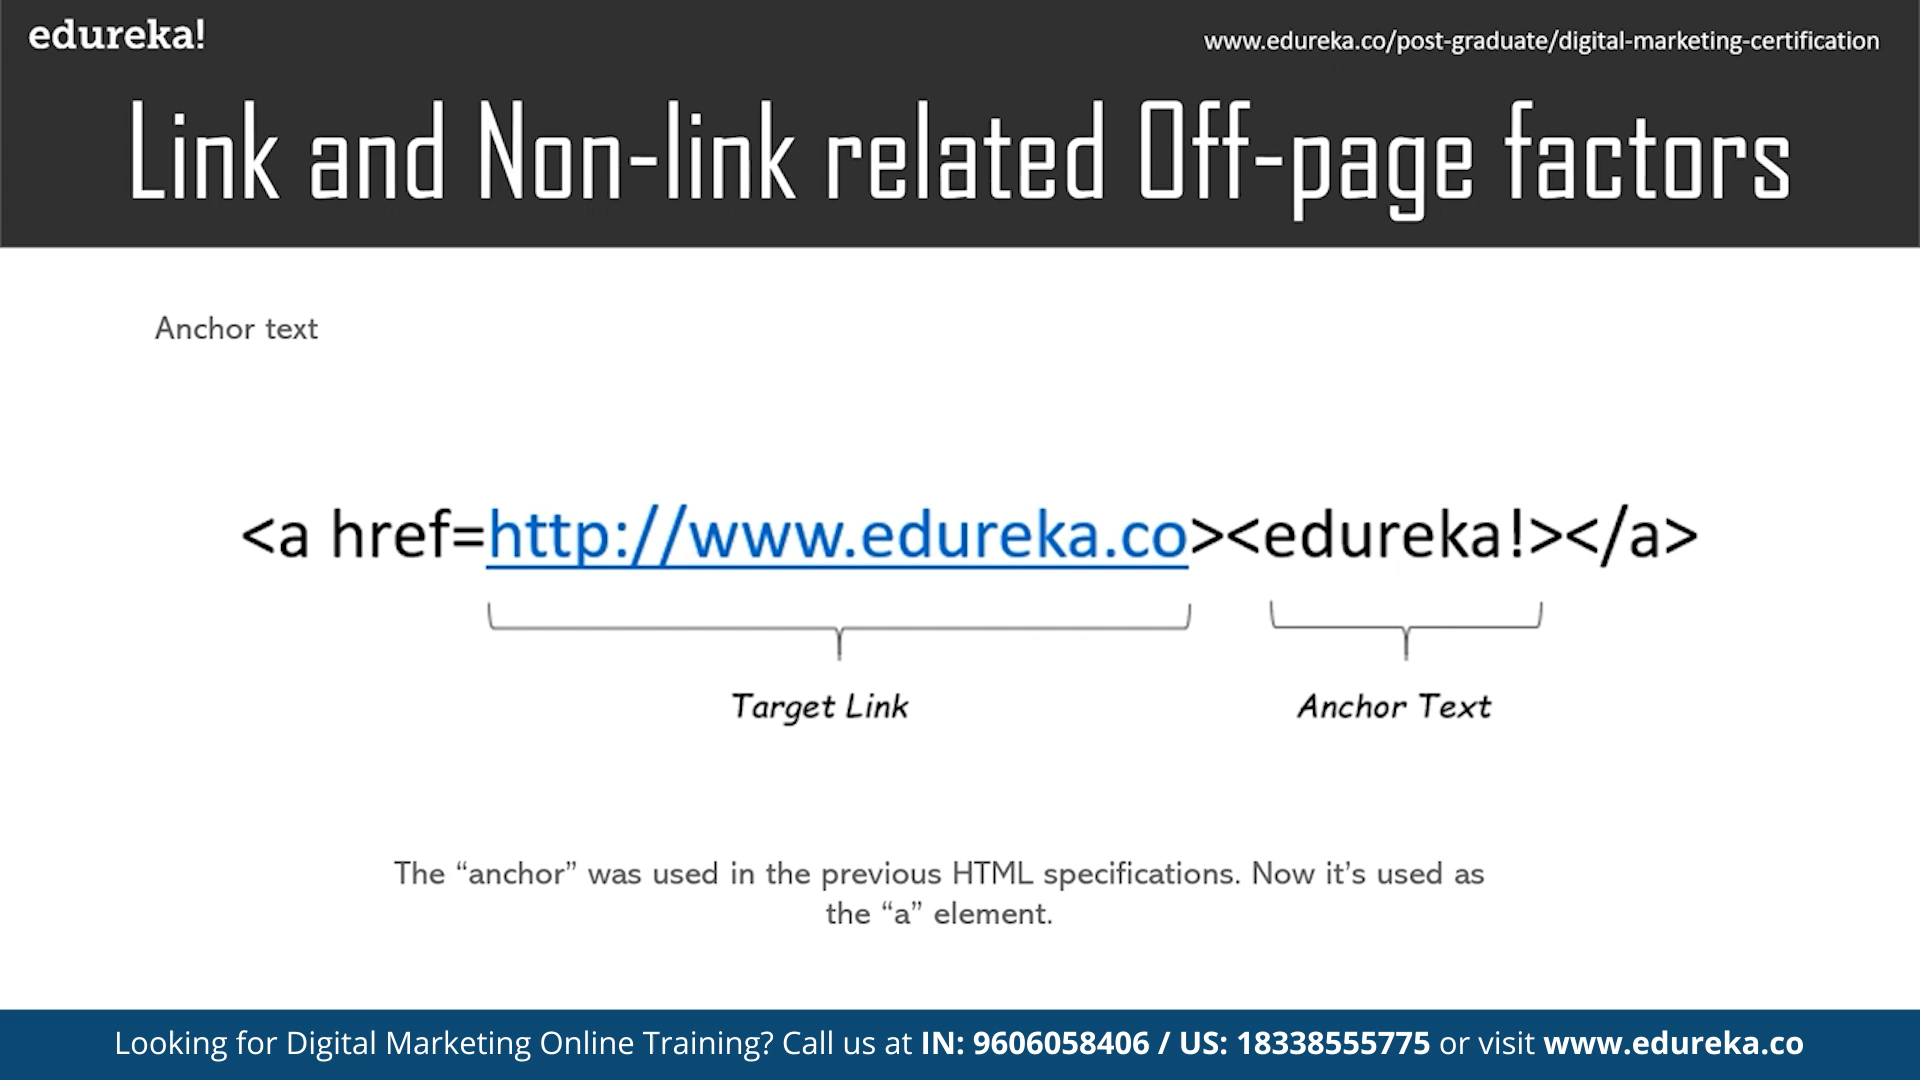 edureka!
www.edureka.co/post-graduate/digital-marketing-certification
Link and Non-link related Off-page factors
Anchor text
<a href=http://www.edureka.co><edureka!></a>
Target Link
Anchor Text
The “anchor” was used in the previous HTML specifications. Now it’s used as
the “a” element.
Looking for Digital Marketing Online Training? Call us at IN: 9606058406 / US: 18338555775 or visit www.edureka.co